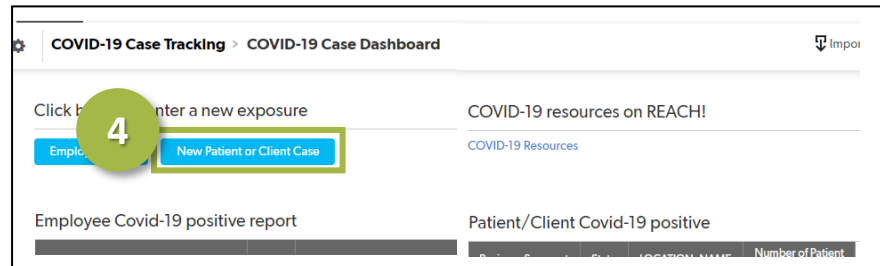 COVID-19 Case Tracking > COVID-19 Case Dashboard
Impor
Click b nter a new exposure
4
Emplo
New Patient or Client Case
COVID-19 resources on REACH!
COVID-19 Resources
Employee Covid-19 positive report
Patient/Client Covid-19 positive
LOCATION_NAME
Number of Patient